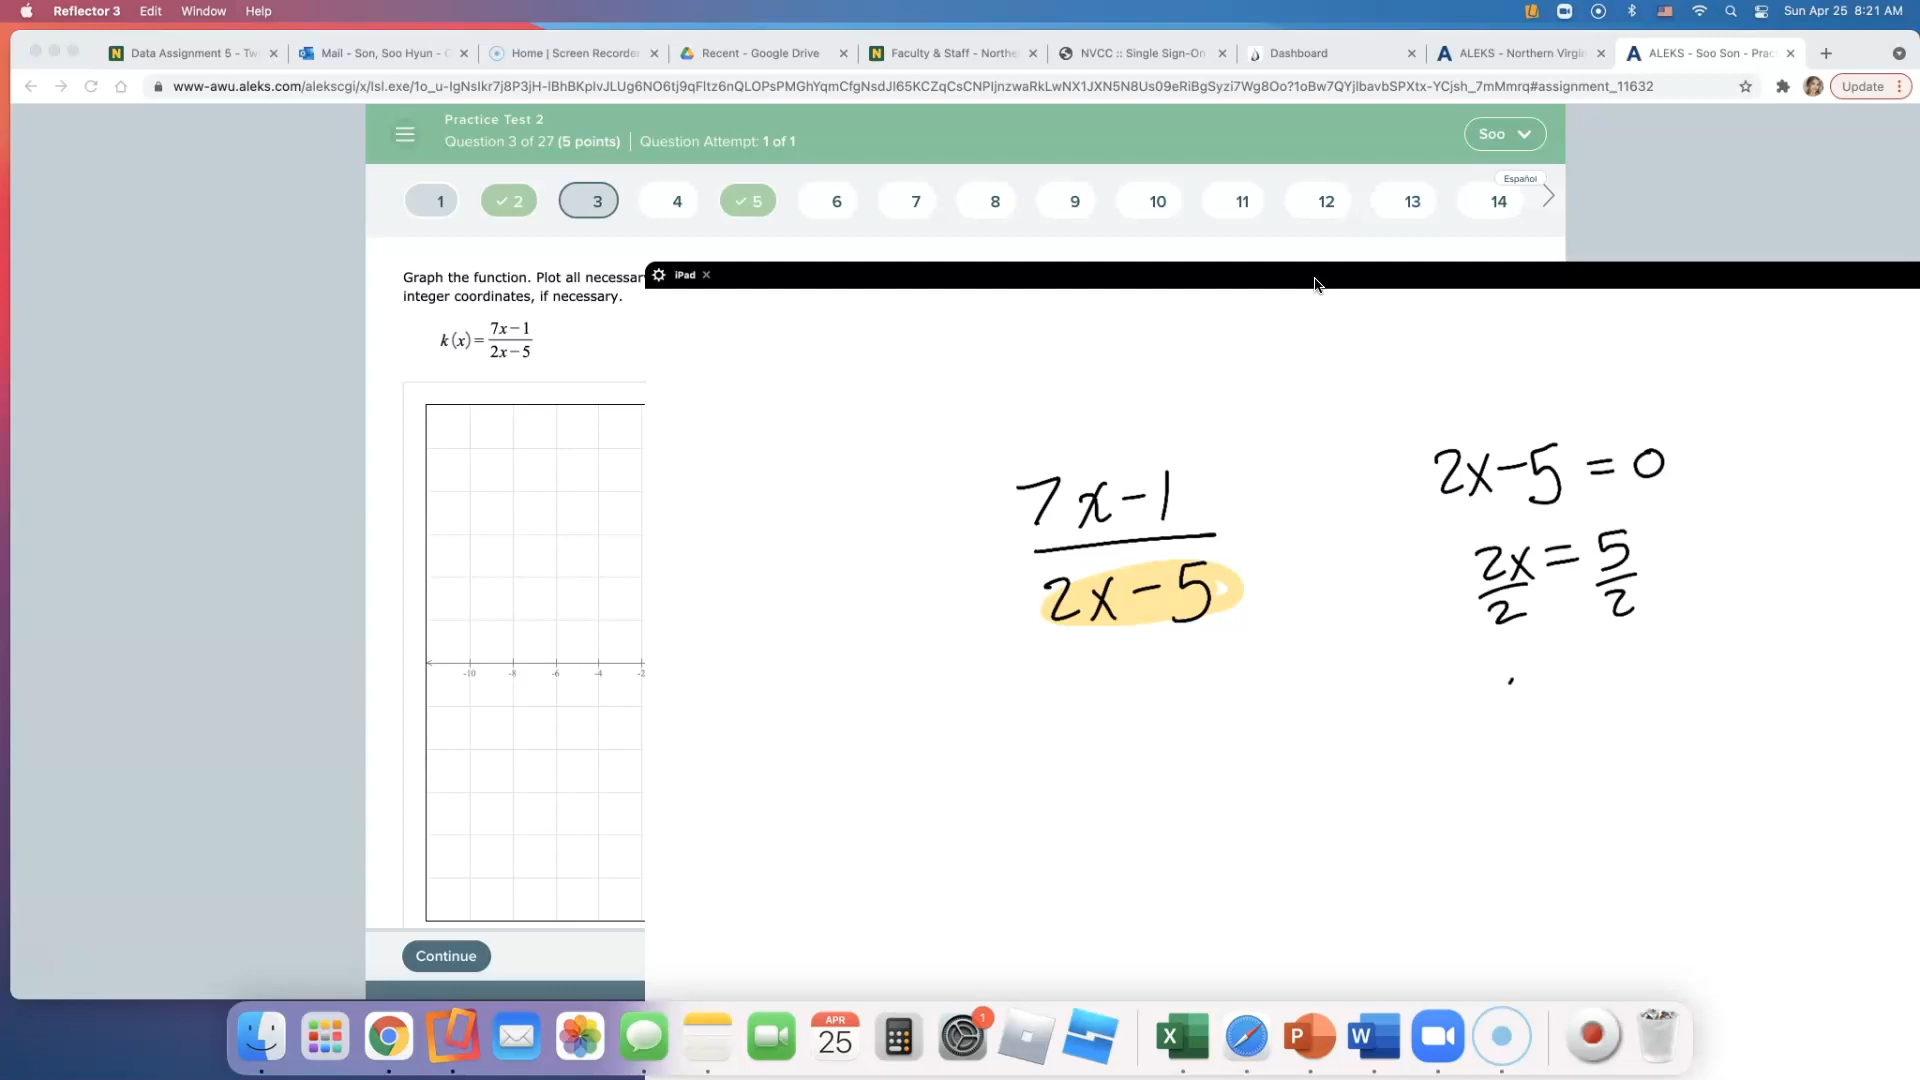 Reflector 3 Edit Window Help
Sun Apr 25 8:21 AM
Data Assignment 5 - Tw
Mail - Son, Soo Hyun -
Home | Screen Recorde
Recent - Google Drive
Faculty & Staff - Northe
NVCC :: Single Sign-On
Dashboard
ALEKS - Northern Virgin
ALEKS - Soo Son - Prac
Update
Practice Test 2
Question 3 of 27 (5 points) | Question Attempt: 1 of 1
Soo
Español
1 2 3 4 5 6 7 8 9 10 11 12 13 14
iPad
Graph the function. Plot all necessar
integer coordinates, if necessary.
k(x) = 7x-1
2x-5
7x-1
2x-5
2x-5 = 0
2x = 5
2 2
-10 -8 -6 -4 -2
Continue
1
APR
25
X P W